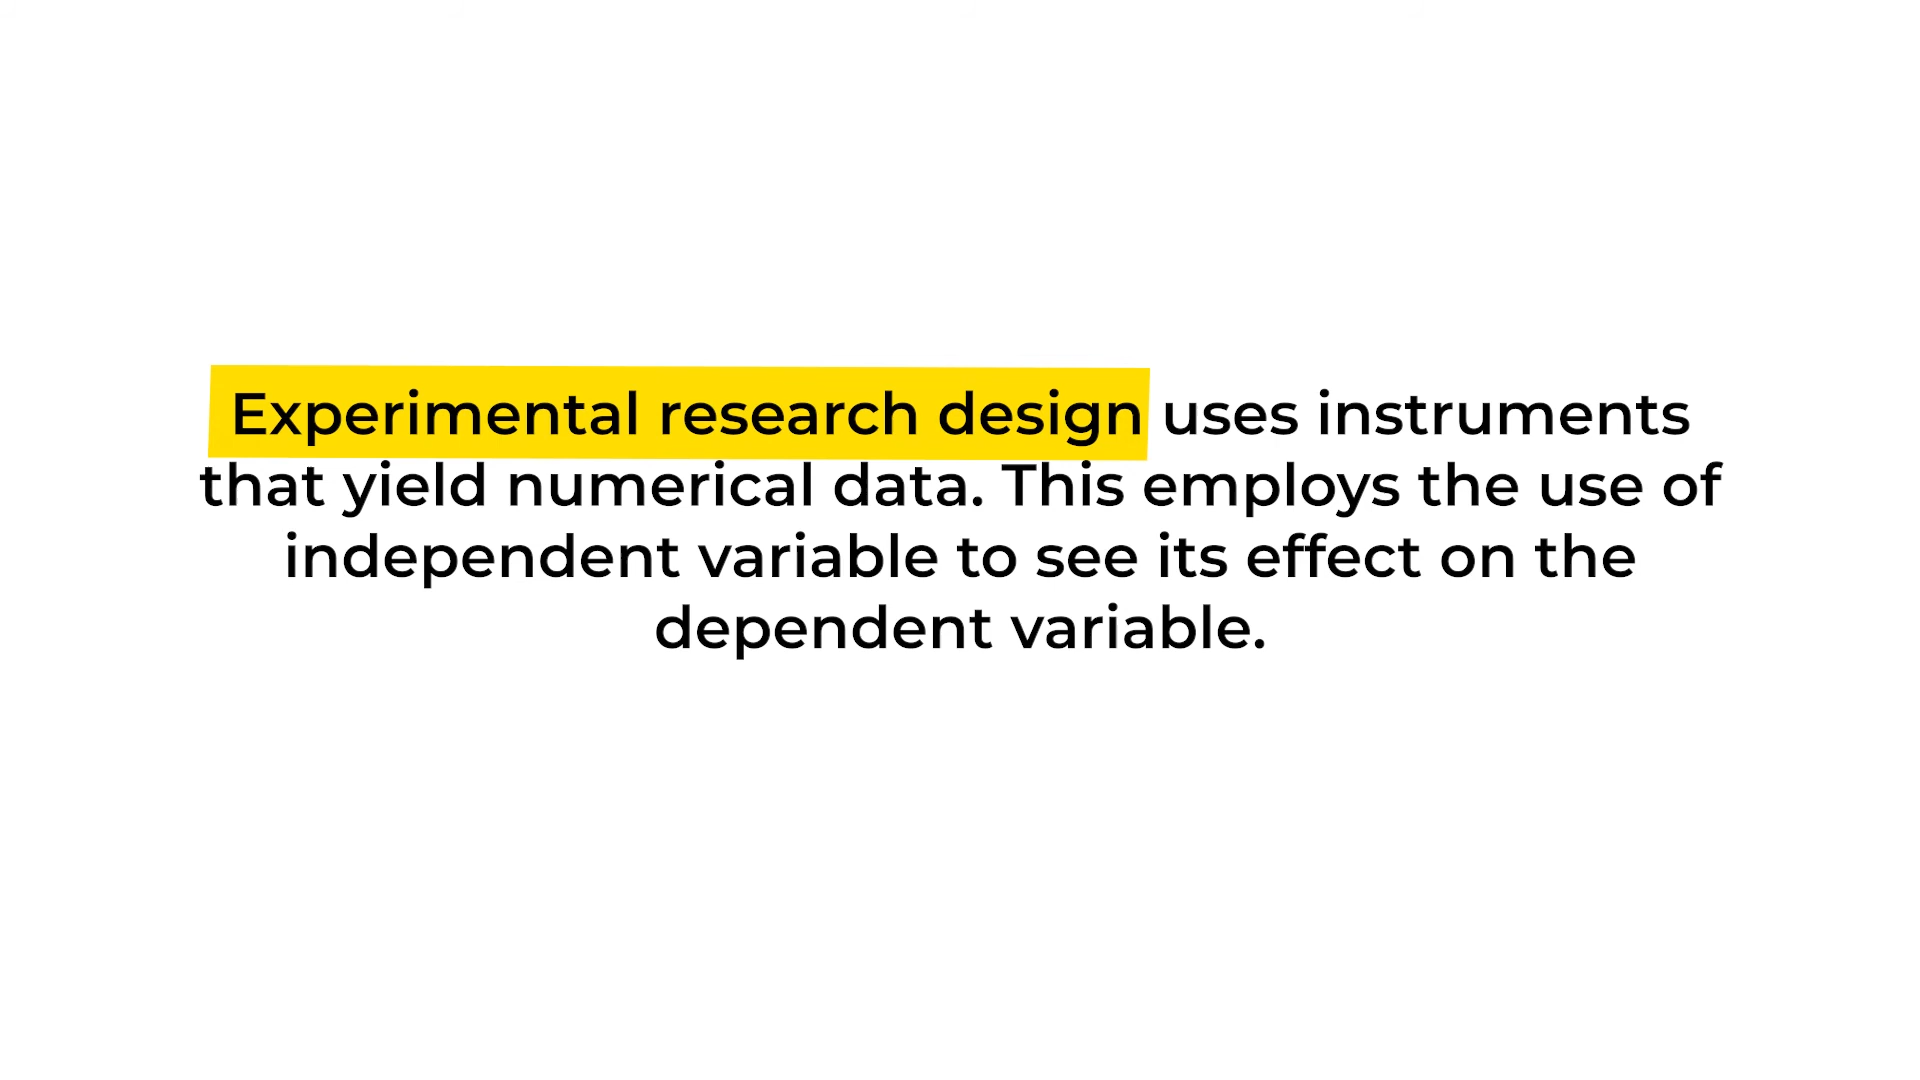 Experimental research design uses instruments
that yield numerical data. This employs the use of
independent variable to see its effect on the
dependent variable.